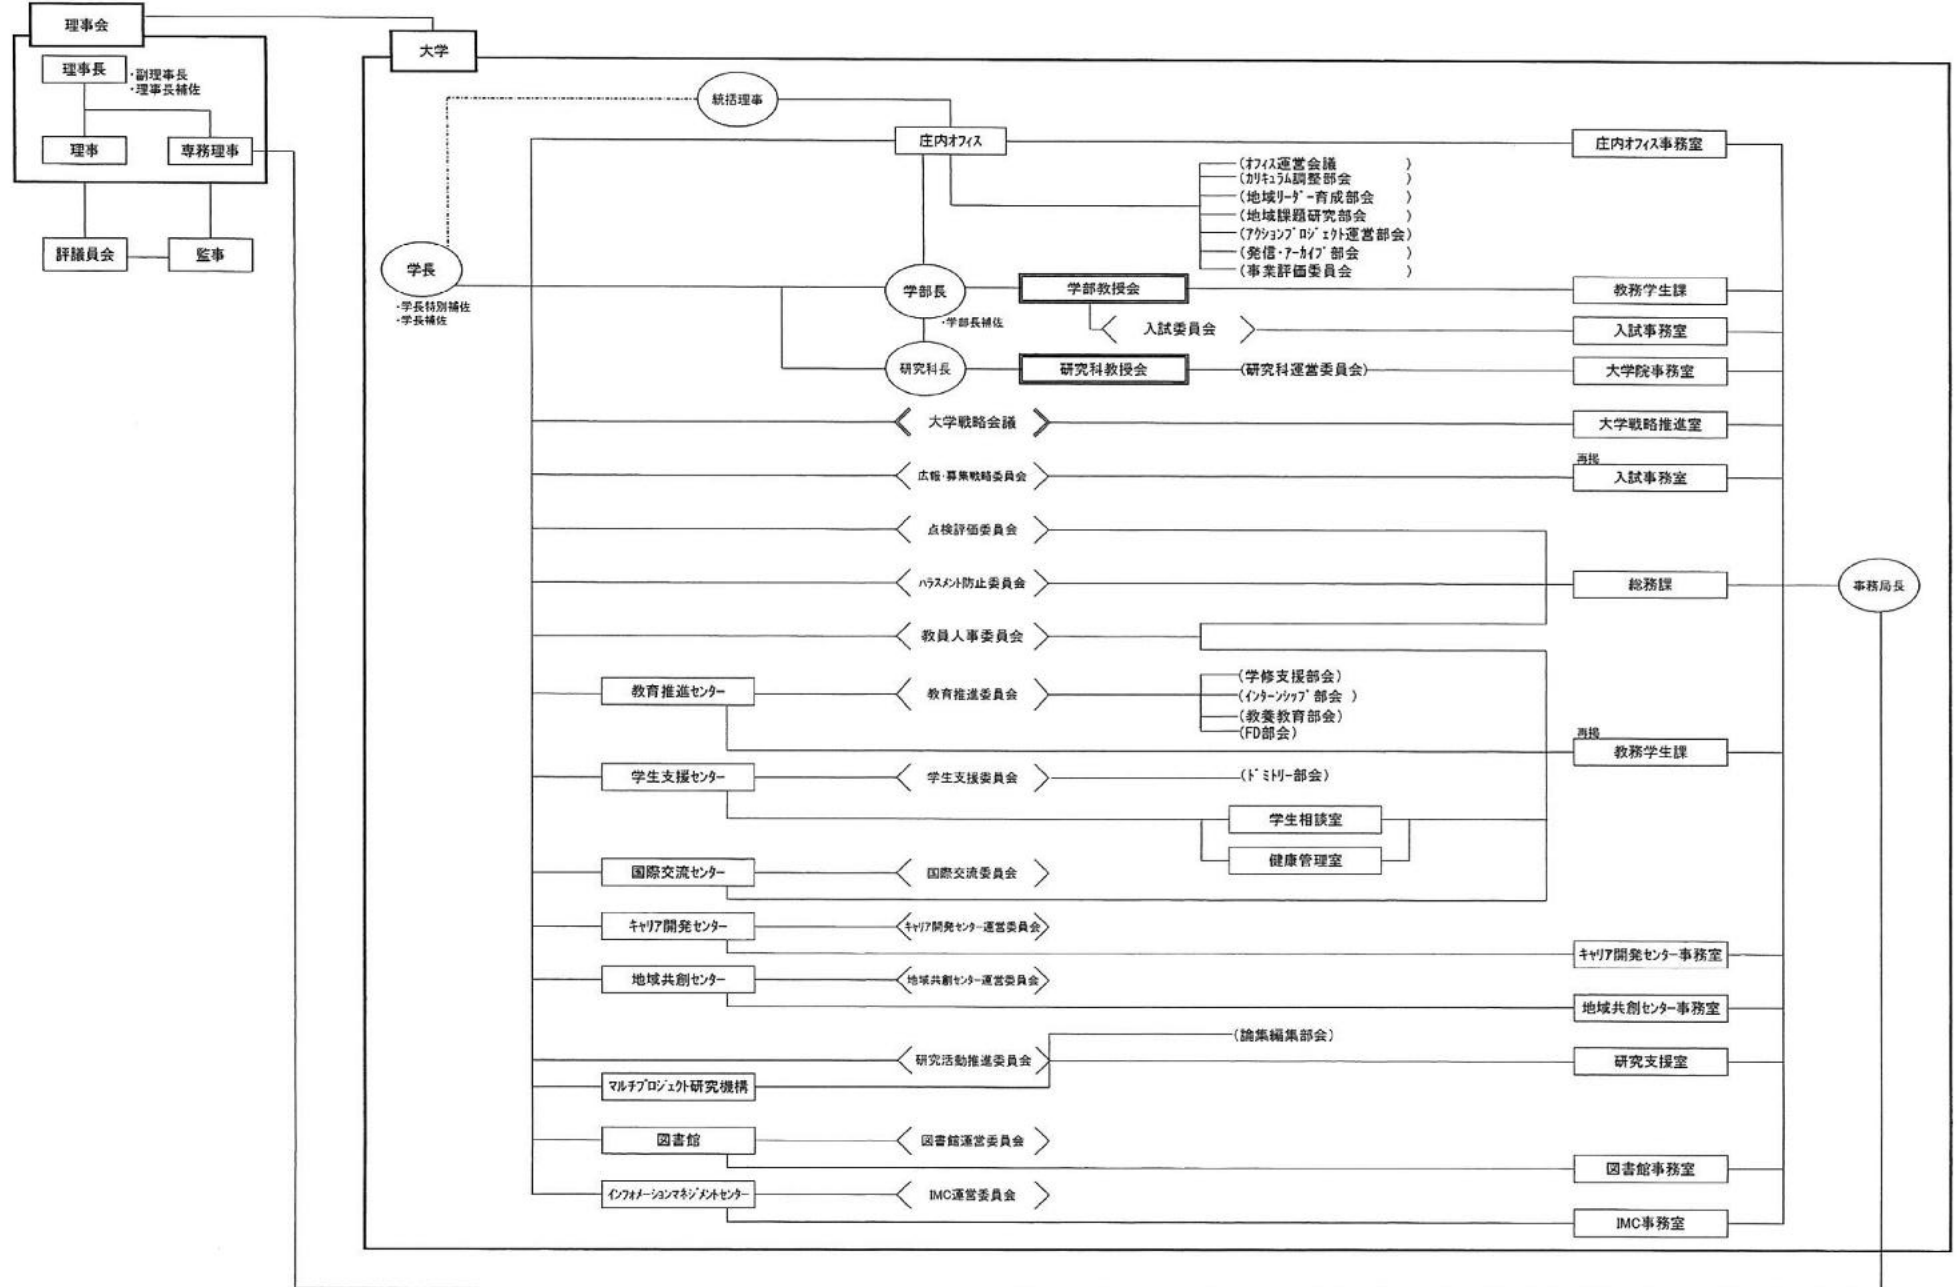 理事会
大学
理事長
・副理事長
・理事長補佐
理事
専務理事
評議員会
監事
統括理事
庄内オフィス
庄内オフィス事務室
(オフィス運営会議)
(カリキュラム調整部会)
(地域リーダー育成部会)
(地域課題研究部会)
(アクションプロジェクト運営部会)
(発信・アーカイブ部会)
(事業評価委員会)
学長
・学長特別補佐
・学長補佐
学部長
・学部長補佐
学部教授会
教務学生課
入試委員会
入試事務室
研究科長
研究科教授会
(研究科運営委員会)
大学院事務室
大学戦略会議
大学戦略推進室
広報・募集戦略委員会
再掲
入試事務室
点検評価委員会
ハラスメント防止委員会
総務課
事務局長
教員人事委員会
教育推進センター
教育推進委員会
(学修支援部会)
(インターンシップ部会)
(教養教育部会)
(FD部会)
再掲
教務学生課
学生支援センター
学生支援委員会
(ドミトリー部会)
学生相談室
健康管理室
国際交流センター
国際交流委員会
キャリア開発センター
キャリア開発センター運営委員会
キャリア開発センター事務室
地域共創センター
地域共創センター運営委員会
地域共創センター事務室
(論集編集部会)
研究活動推進委員会
研究支援室
マルチプロジェクト研究機構
図書館
図書館運営委員会
図書館事務室
インフォメーションマネジメントセンター
IMC運営委員会
IMC事務室